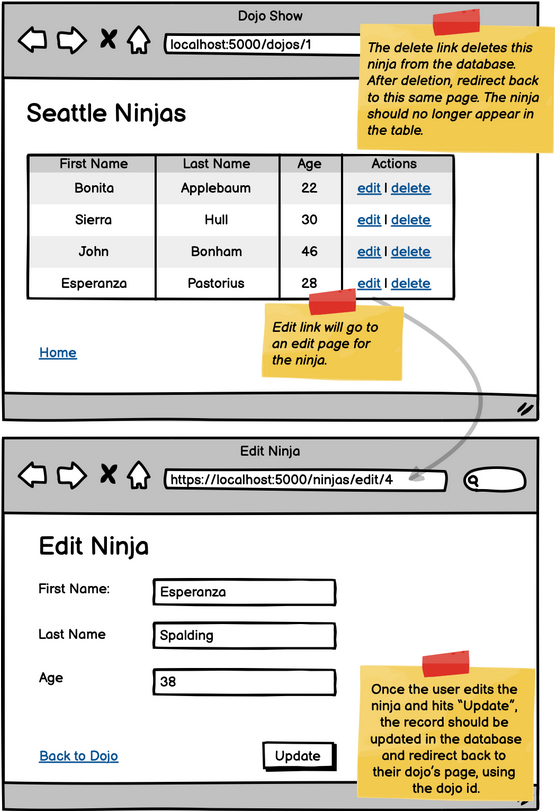 Dojo Show
localhost:5000/dojos/1
The delete link deletes this
ninja from the database.
After deletion, redirect back
to this same page. The ninja
should no longer appear in
the table.
Seattle Ninjas
First Name Last Name Age Actions
Bonita Applebaum 22 edit | delete
Sierra Hull 30 edit | delete
John Bonham 46 edit | delete
Esperanza Pastorius 28 edit | delete
Edit link will go to
an edit page for
the ninja.
Home
Edit Ninja
https://localhost:5000/ninjas/edit/4
Edit Ninja
First Name: Esperanza
Last Name Spalding
Age 38
Once the user edits the
ninja and hits “Update”,
the record should be
updated in the database
and redirect back to
their dojo’s page, using
the dojo id.
Back to Dojo Update